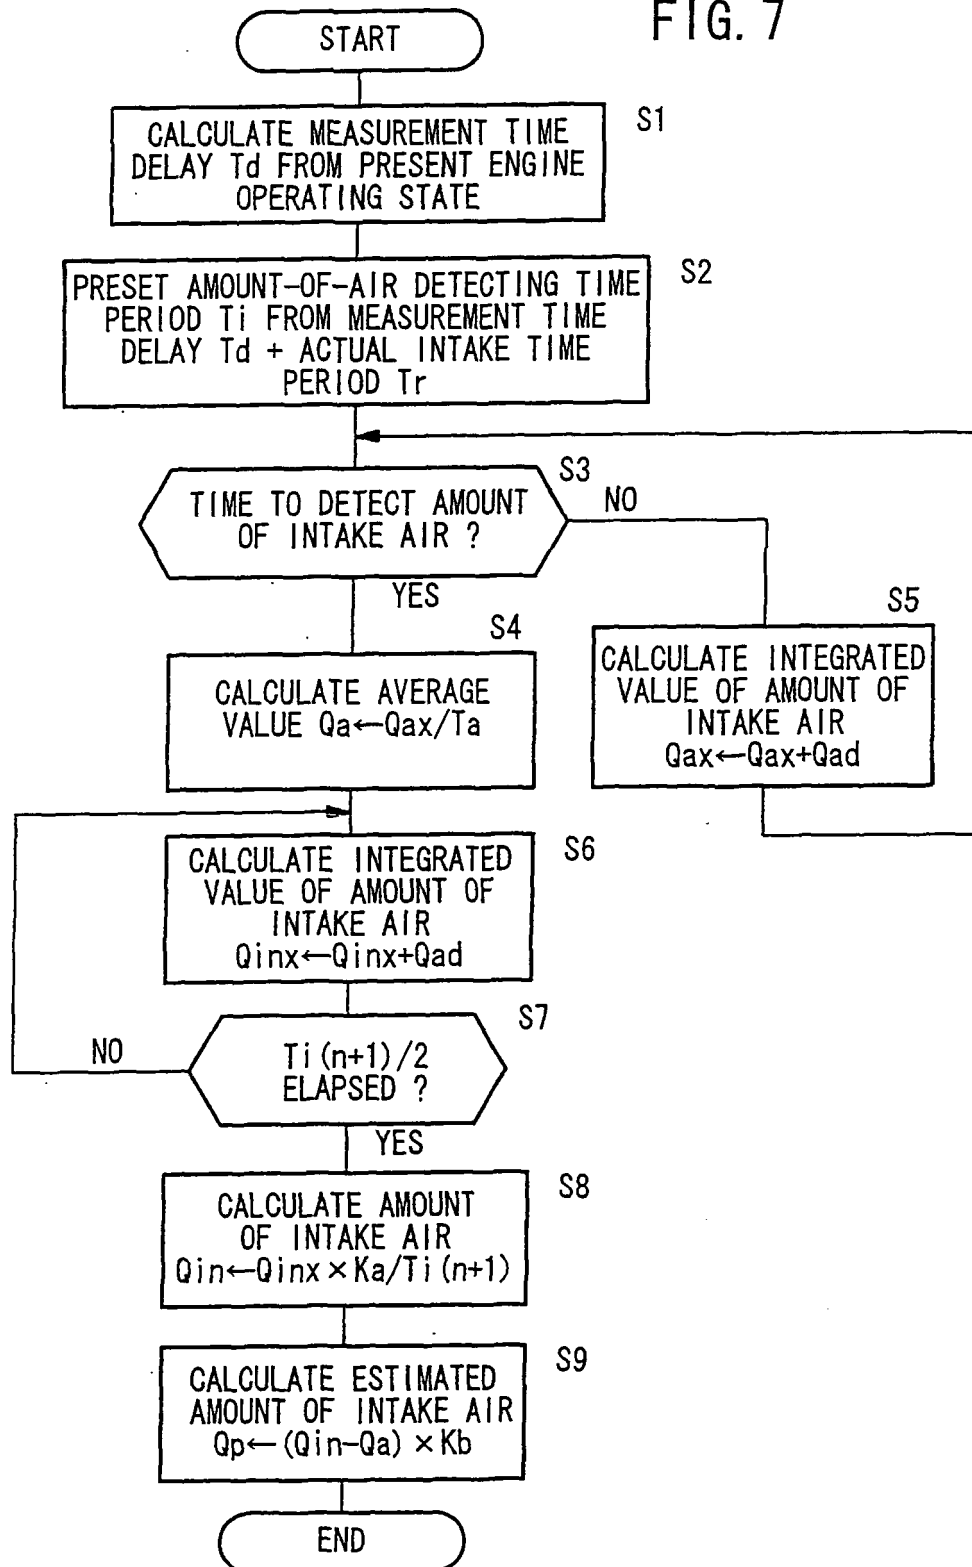 FIG. 7
START
S1
CALCULATE MEASUREMENT TIME
DELAY Td FROM PRESENT ENGINE
OPERATING STATE
S2
PRESET AMOUNT-OF-AIR DETECTING TIME
PERIOD Ti FROM MEASUREMENT TIME
DELAY Td + ACTUAL INTAKE TIME
PERIOD Tr
S3
TIME TO DETECT AMOUNT
OF INTAKE AIR ?
NO
YES
S4
CALCULATE AVERAGE
VALUE Qa←Qax/Ta
S5
CALCULATE INTEGRATED
VALUE OF AMOUNT OF
INTAKE AIR
Qax←Qax+Qad
S6
CALCULATE INTEGRATED
VALUE OF AMOUNT OF
INTAKE AIR
Qinx←Qinx+Qad
S7
Ti(n+1)/2
ELAPSED ?
NO
YES
S8
CALCULATE AMOUNT
OF INTAKE AIR
Qin←Qinx×Ka/Ti(n+1)
S9
CALCULATE ESTIMATED
AMOUNT OF INTAKE AIR
Qp←(Qin-Qa)×Kb
END